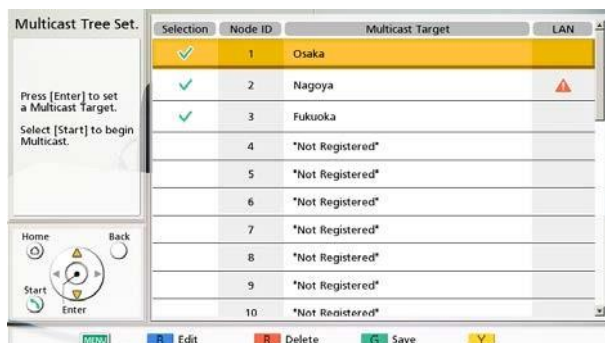 Multicast Tree Set.
Press [Enter] to set
a Multicast Target.
Select [Start] to begin
Multicast.
Home
Back
Start
Enter
Selection Node ID Multicast Target LAN
1 Osaka
2 Nagoya
3 Fukuoka
4 *Not Registered*
5 *Not Registered*
6 *Not Registered*
7 *Not Registered*
8 *Not Registered*
9 *Not Registered*
10 *Not Registered*
MENU B Edit R Delete G Save Y